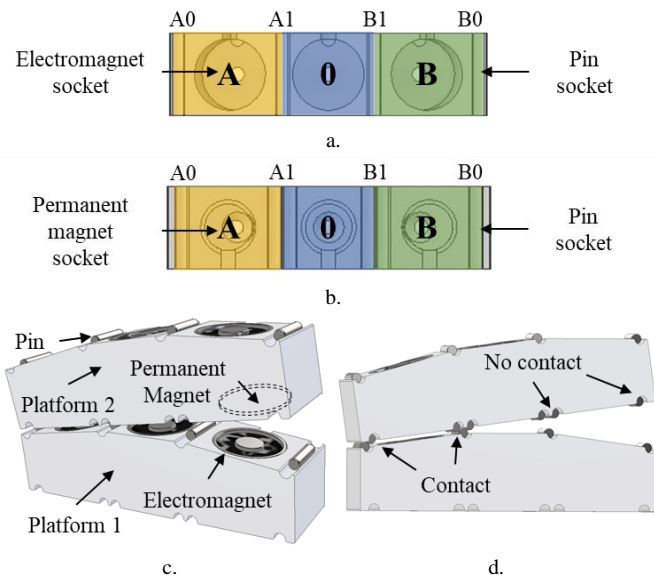 A0 A1 B1 B0
Electromagnet
socket
A 0 B
Pin
socket
a.
A0 A1 B1 B0
Permanent
magnet
socket
A 0 B
Pin
socket
b.
Pin
Platform 2
Permanent
Magnet
Electromagnet
Platform 1
c.
No contact
Contact
d.